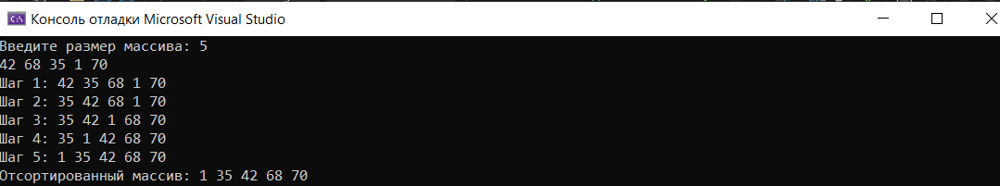 C:\ Консоль отладки Microsoft Visual Studio
Введите размер массива: 5
42 68 35 1 70
Шаг 1: 42 35 68 1 70
Шаг 2: 35 42 68 1 70
Шаг 3: 35 42 1 68 70
Шаг 4: 35 1 42 68 70
Шаг 5: 1 35 42 68 70
Отсортированный массив: 1 35 42 68 70